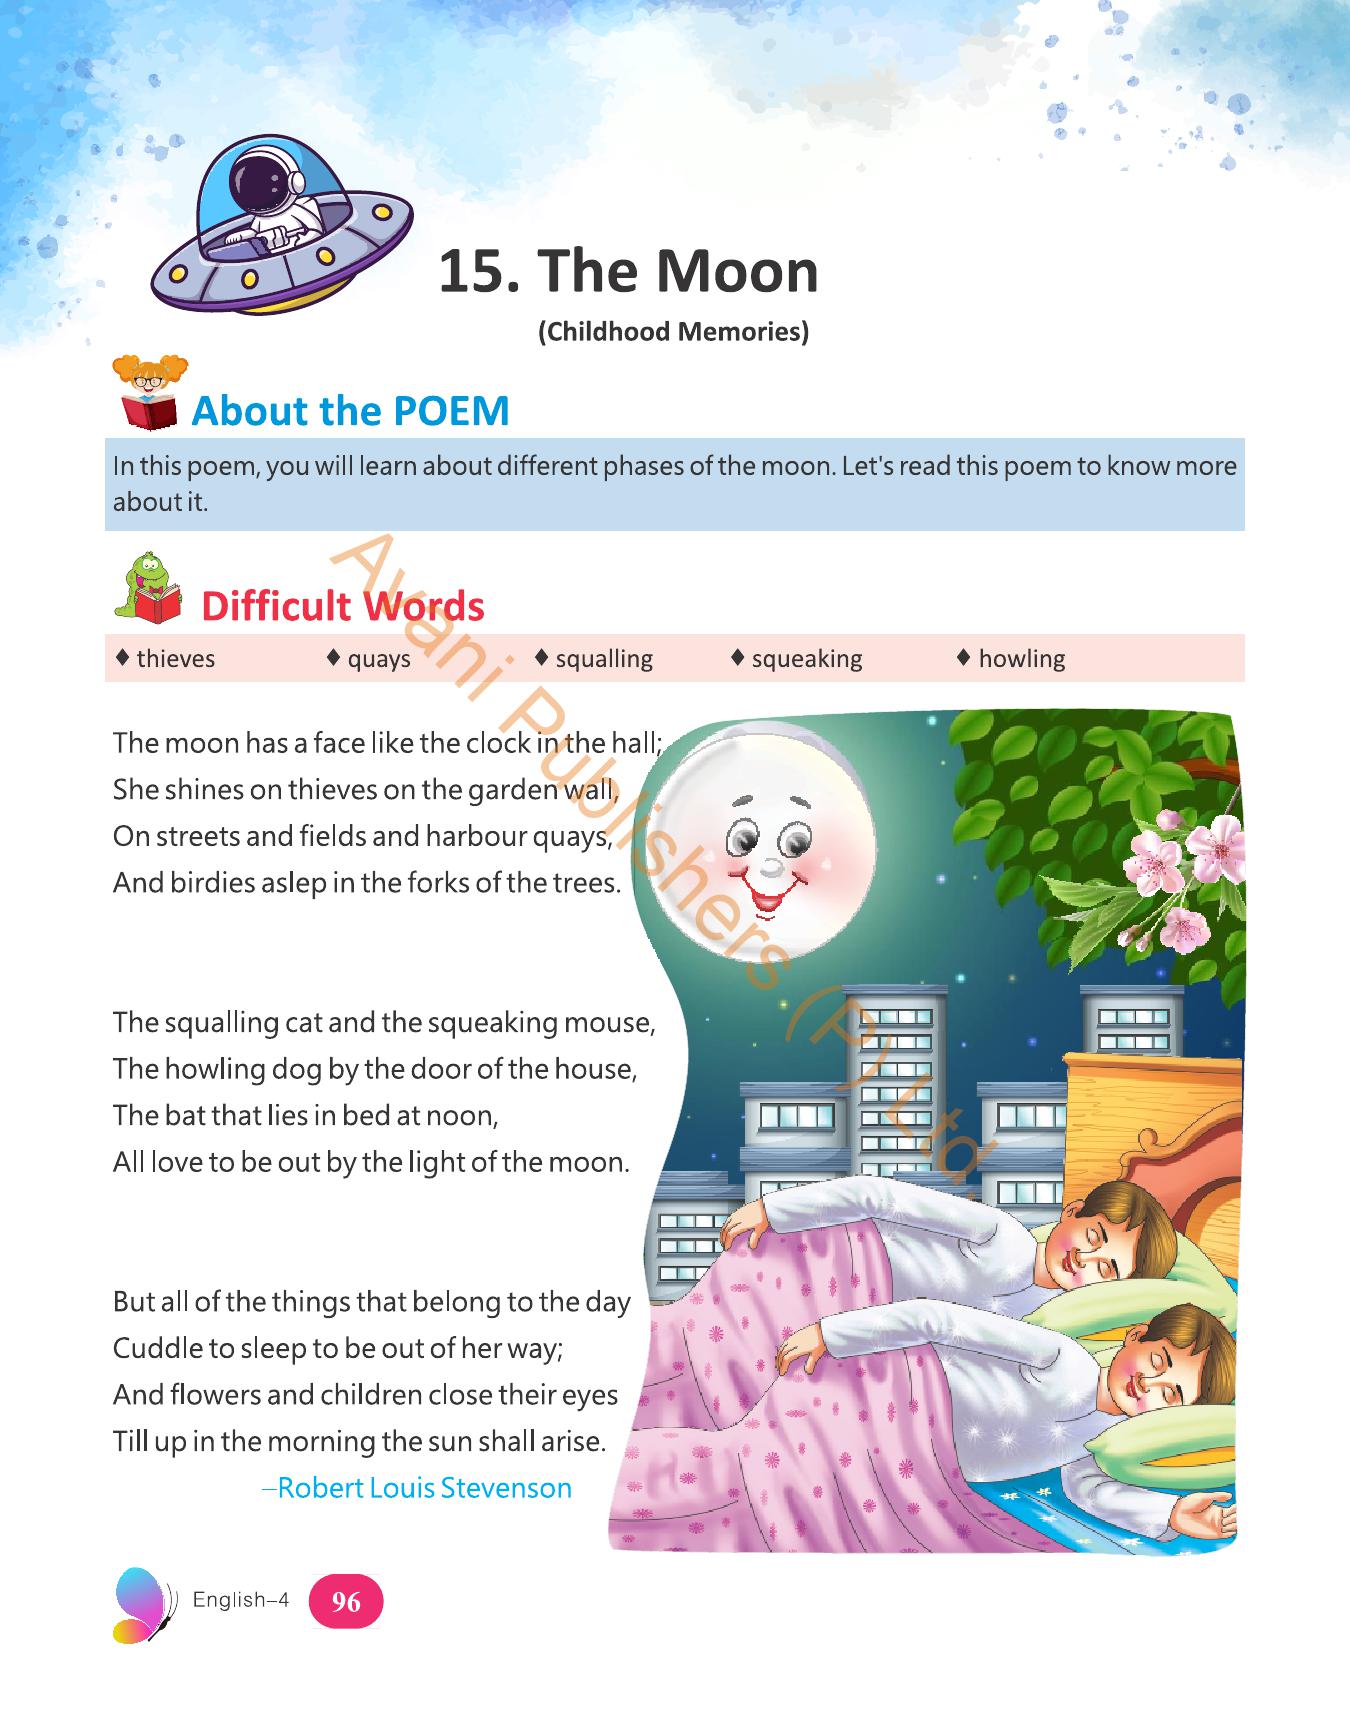 15. The Moon
(Childhood Memories)
About the POEM
In this poem, you will learn about different phases of the moon. Let's read this poem to know more
about it.
Difficult Words
♦ thieves ♦ quays ♦ squalling ♦ squeaking ♦ howling
The moon has a face like the clock in the hall;
She shines on thieves on the garden wall,
On streets and fields and harbour quays,
And birdies aslep in the forks of the trees.
The squalling cat and the squeaking mouse,
The howling dog by the door of the house,
The bat that lies in bed at noon,
All love to be out by the light of the moon.
But all of the things that belong to the day
Cuddle to sleep to be out of her way;
And flowers and children close their eyes
Till up in the morning the sun shall arise.
–Robert Louis Stevenson
English–4 96
Avani Publishers (P) Ltd.